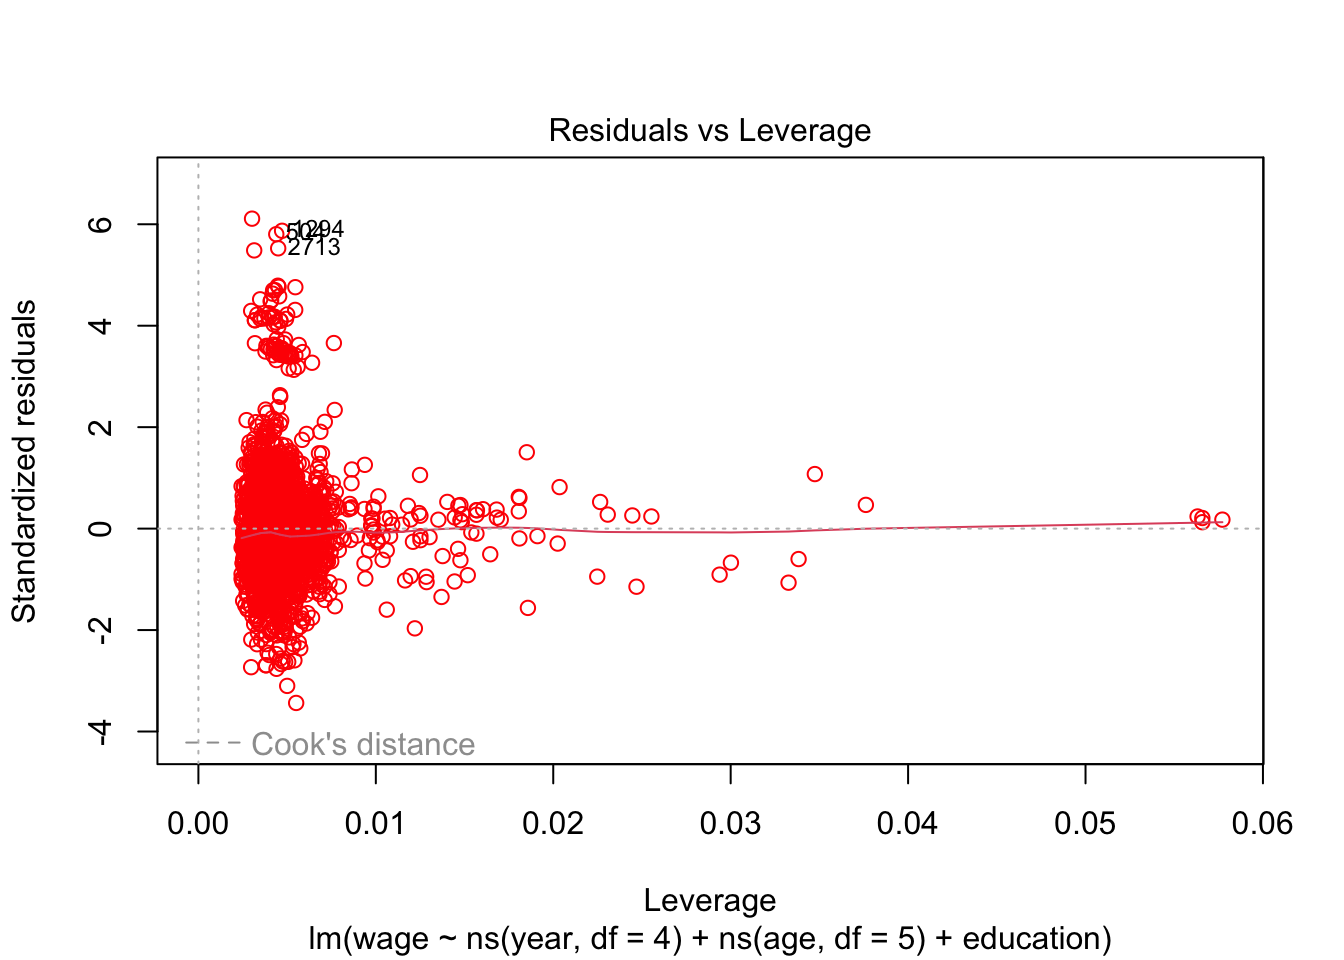 Residuals vs Leverage
Standardized residuals
6
4
2
0
-2
-4
1294
504
2713
Cook's distance
0.00 0.01 0.02 0.03 0.04 0.05 0.06
Leverage
lm(wage ~ ns(year, df = 4) + ns(age, df = 5) + education)